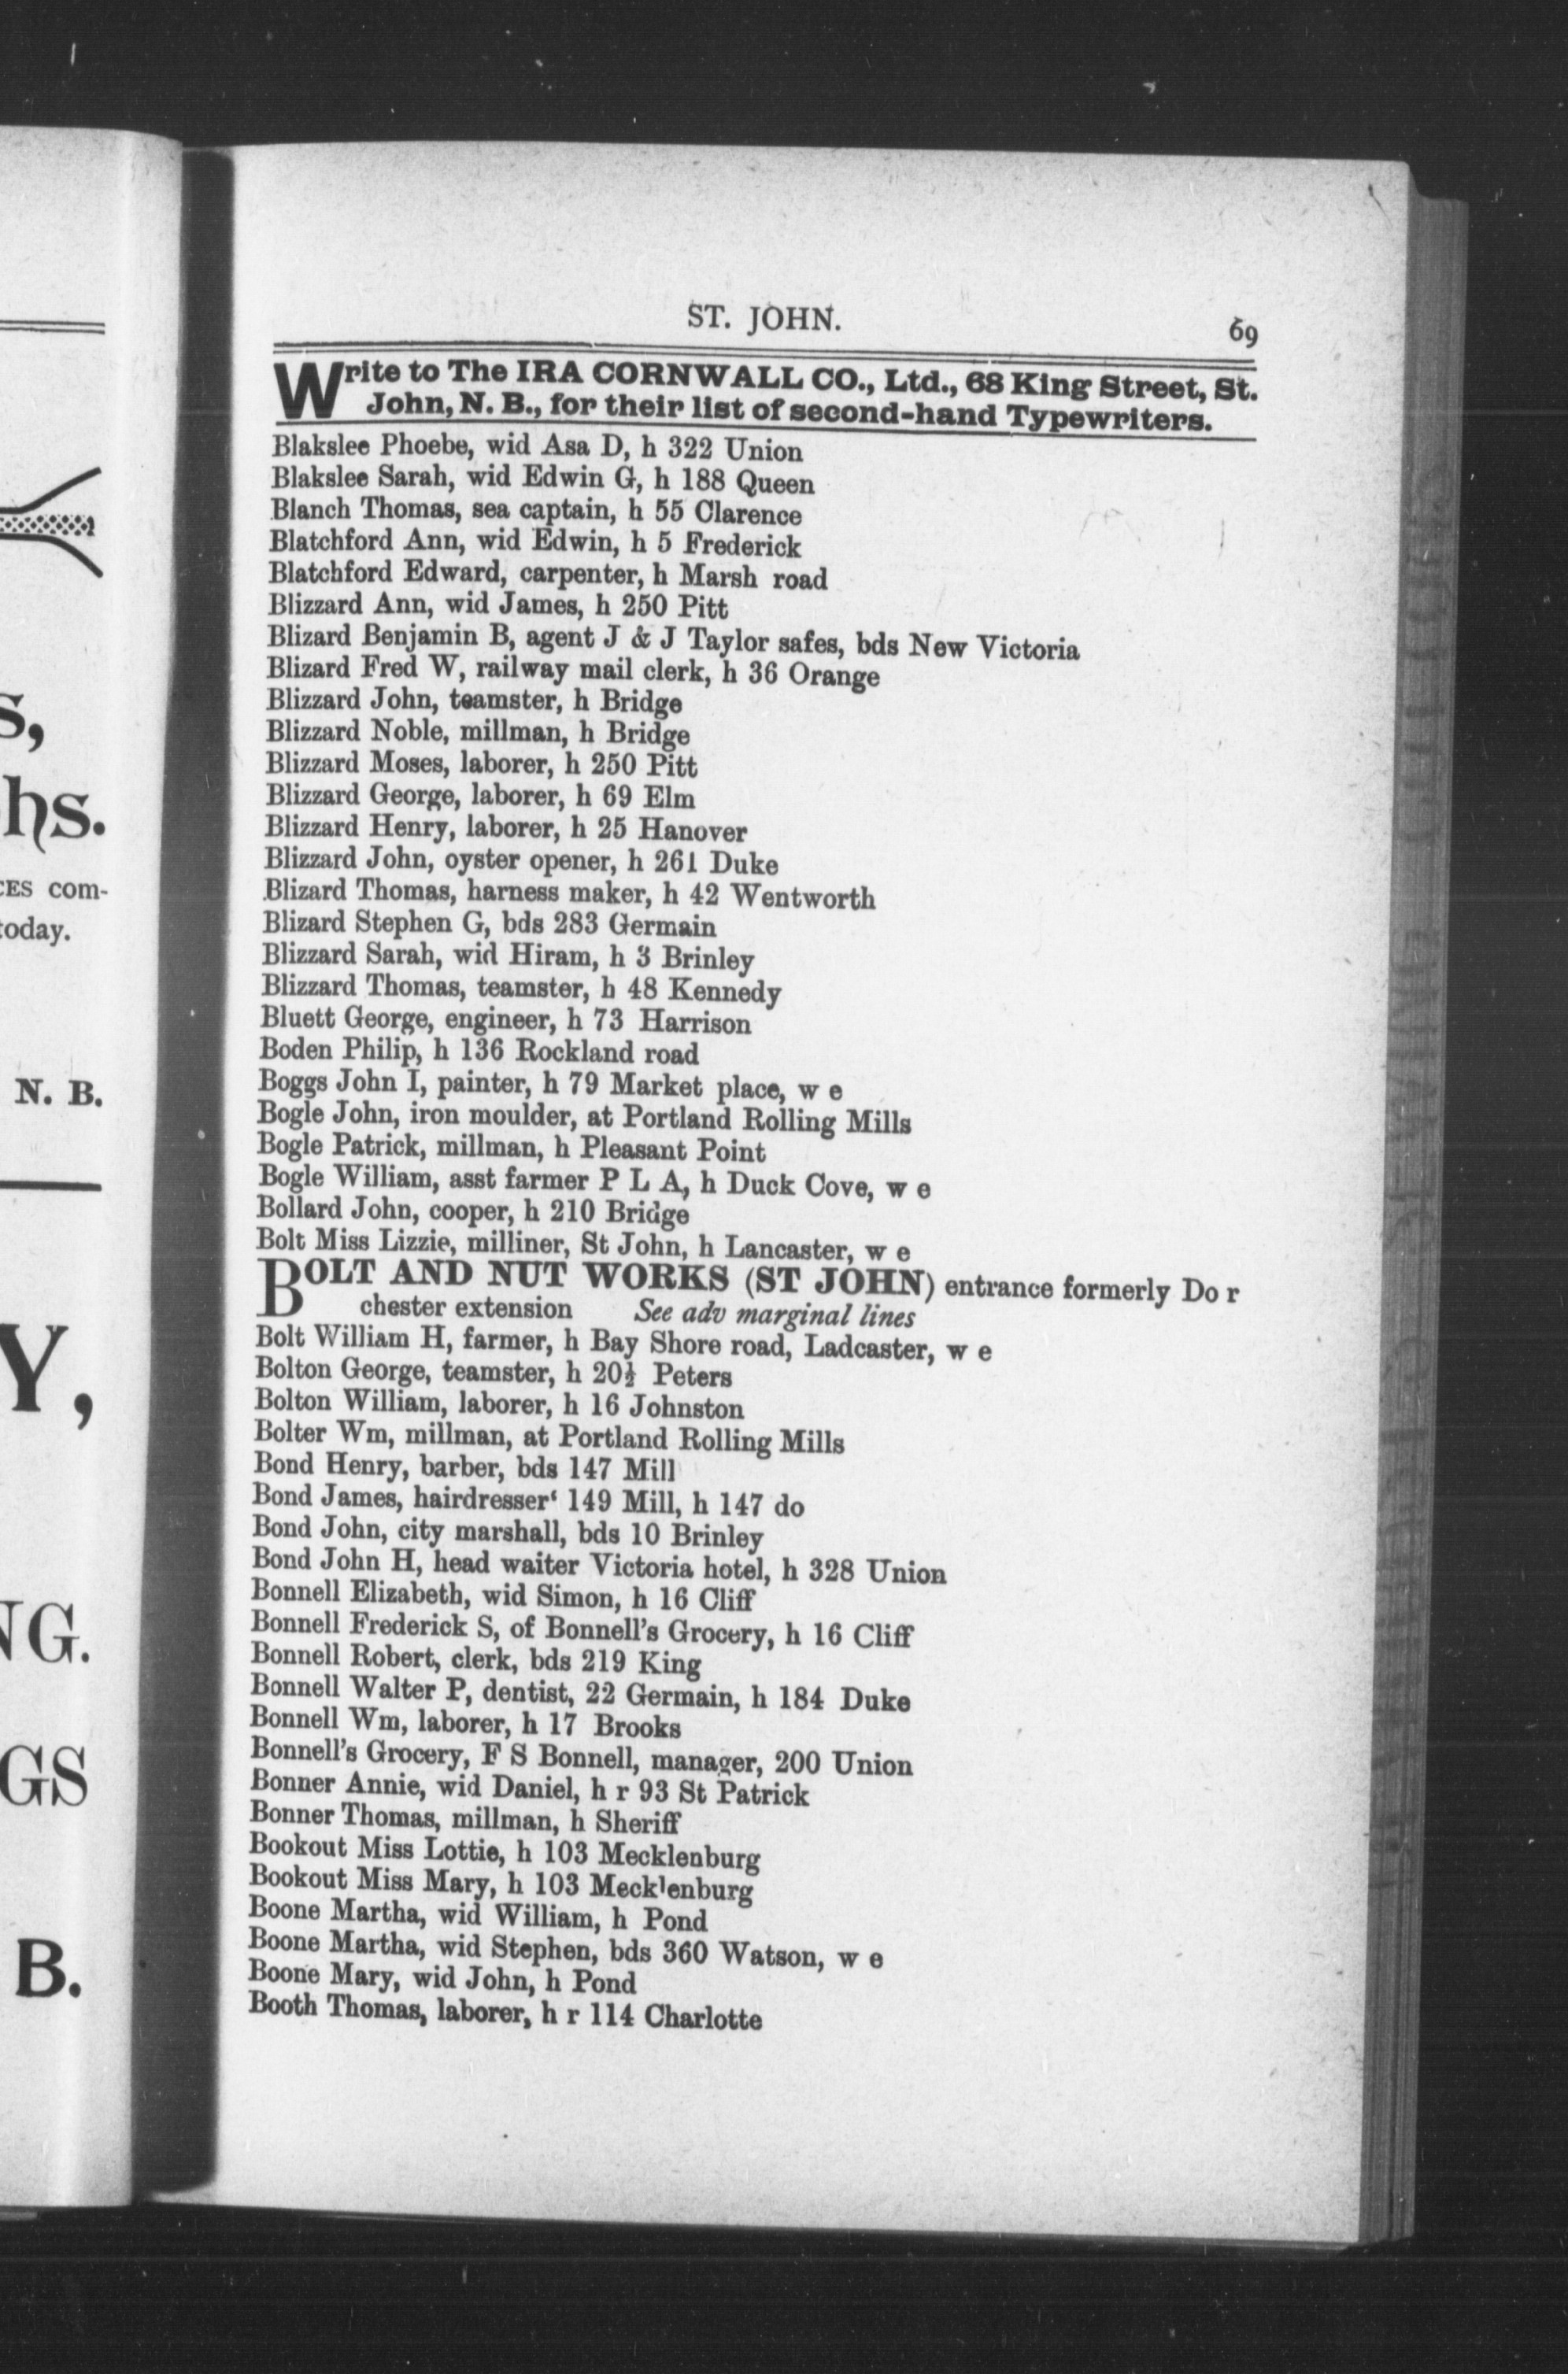 s,
hs.
CES com-
today.
N. B.
Y,
NG.
GS
B.
ST. JOHN.
69
Write to The IRA CORNWALL CO., Ltd., 68 King Street, St.
John, N. B., for their list of second-hand Typewriters.
Blakslee Phoebe, wid Asa D, h 322 Union
Blakslee Sarah, wid Edwin G, h 188 Queen
Blanch Thomas, sea captain, h 55 Clarence
Blatchford Ann, wid Edwin, h 5 Frederick
Blatchford Edward, carpenter, h Marsh road
Blizzard Ann, wid James, h 250 Pitt
Blizard Benjamin B, agent J & J Taylor safes, bds New Victoria
Blizard Fred W, railway mail clerk, h 36 Orange
Blizzard John, teamster, h Bridge
Blizzard Noble, millman, h Bridge
Blizzard Moses, laborer, h 250 Pitt
Blizzard George, laborer, h 69 Elm
Blizzard Henry, laborer, h 25 Hanover
Blizzard John, oyster opener, h 261 Duke
Blizard Thomas, harness maker, h 42 Wentworth
Blizard Stephen G, bds 283 Germain
Blizzard Sarah, wid Hiram, h 3 Brinley
Blizzard Thomas, teamster, h 48 Kennedy
Bluett George, engineer, h 73 Harrison
Boden Philip, h 136 Rockland road
Boggs John I, painter, h 79 Market place, w e
Bogle John, iron moulder, at Portland Rolling Mills
Bogle Patrick, millman, h Pleasant Point
Bogle William, asst farmer P L A, h Duck Cove, w e
Bollard John, cooper, h 210 Bridge
Bolt Miss Lizzie, milliner, St John, h Lancaster, w e
BOLT AND NUT WORKS (ST JOHN) entrance formerly Do r
chester extension See adv marginal lines
Bolt William H, farmer, h Bay Shore road, Ladcaster, w e
Bolton George, teamster, h 20½ Peters
Bolton William, laborer, h 16 Johnston
Bolter Wm, millman, at Portland Rolling Mills
Bond Henry, barber, bds 147 Mill
Bond James, hairdresser‘ 149 Mill, h 147 do
Bond John, city marshall, bds 10 Brinley
Bond John H, head waiter Victoria hotel, h 328 Union
Bonnell Elizabeth, wid Simon, h 16 Cliff
Bonnell Frederick S, of Bonnell's Grocery, h 16 Cliff
Bonnell Robert, clerk, bds 219 King
Bonnell Walter P, dentist, 22 Germain, h 184 Duke
Bonnell Wm, laborer, h 17 Brooks
Bonnell's Grocery, F S Bonnell, manager, 200 Union
Bonner Annie, wid Daniel, h r 93 St Patrick
Bonner Thomas, millman, h Sheriff
Bookout Miss Lottie, h 103 Mecklenburg
Bookout Miss Mary, h 103 Mecklenburg
Boone Martha, wid William, h Pond
Boone Martha, wid Stephen, bds 360 Watson, w e
Boone Mary, wid John, h Pond
Booth Thomas, laborer, h r 114 Charlotte